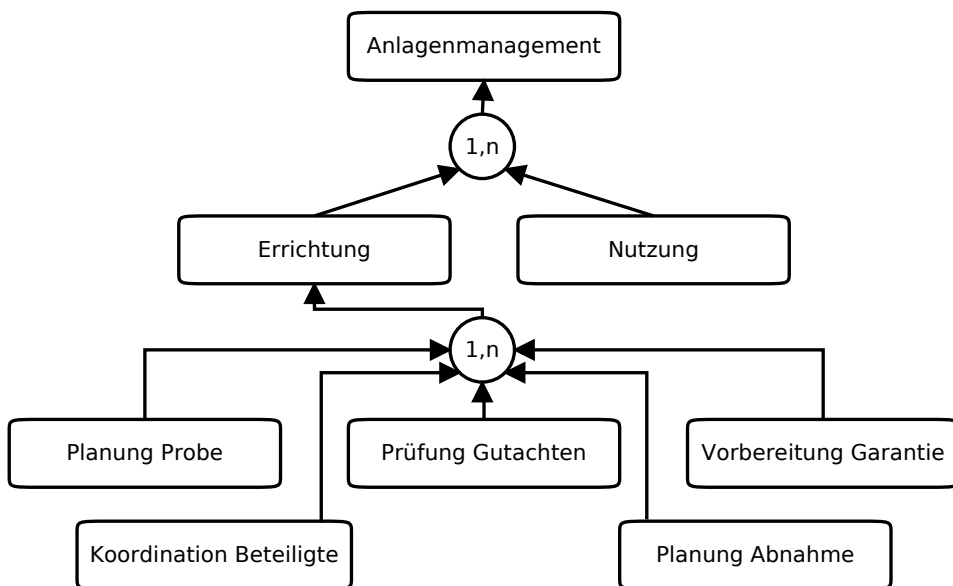 Anlagenmanagement
1,n
Errichtung
Nutzung
1,n
Planung Probe
Prüfung Gutachten
Vorbereitung Garantie
Koordination Beteiligte
Planung Abnahme